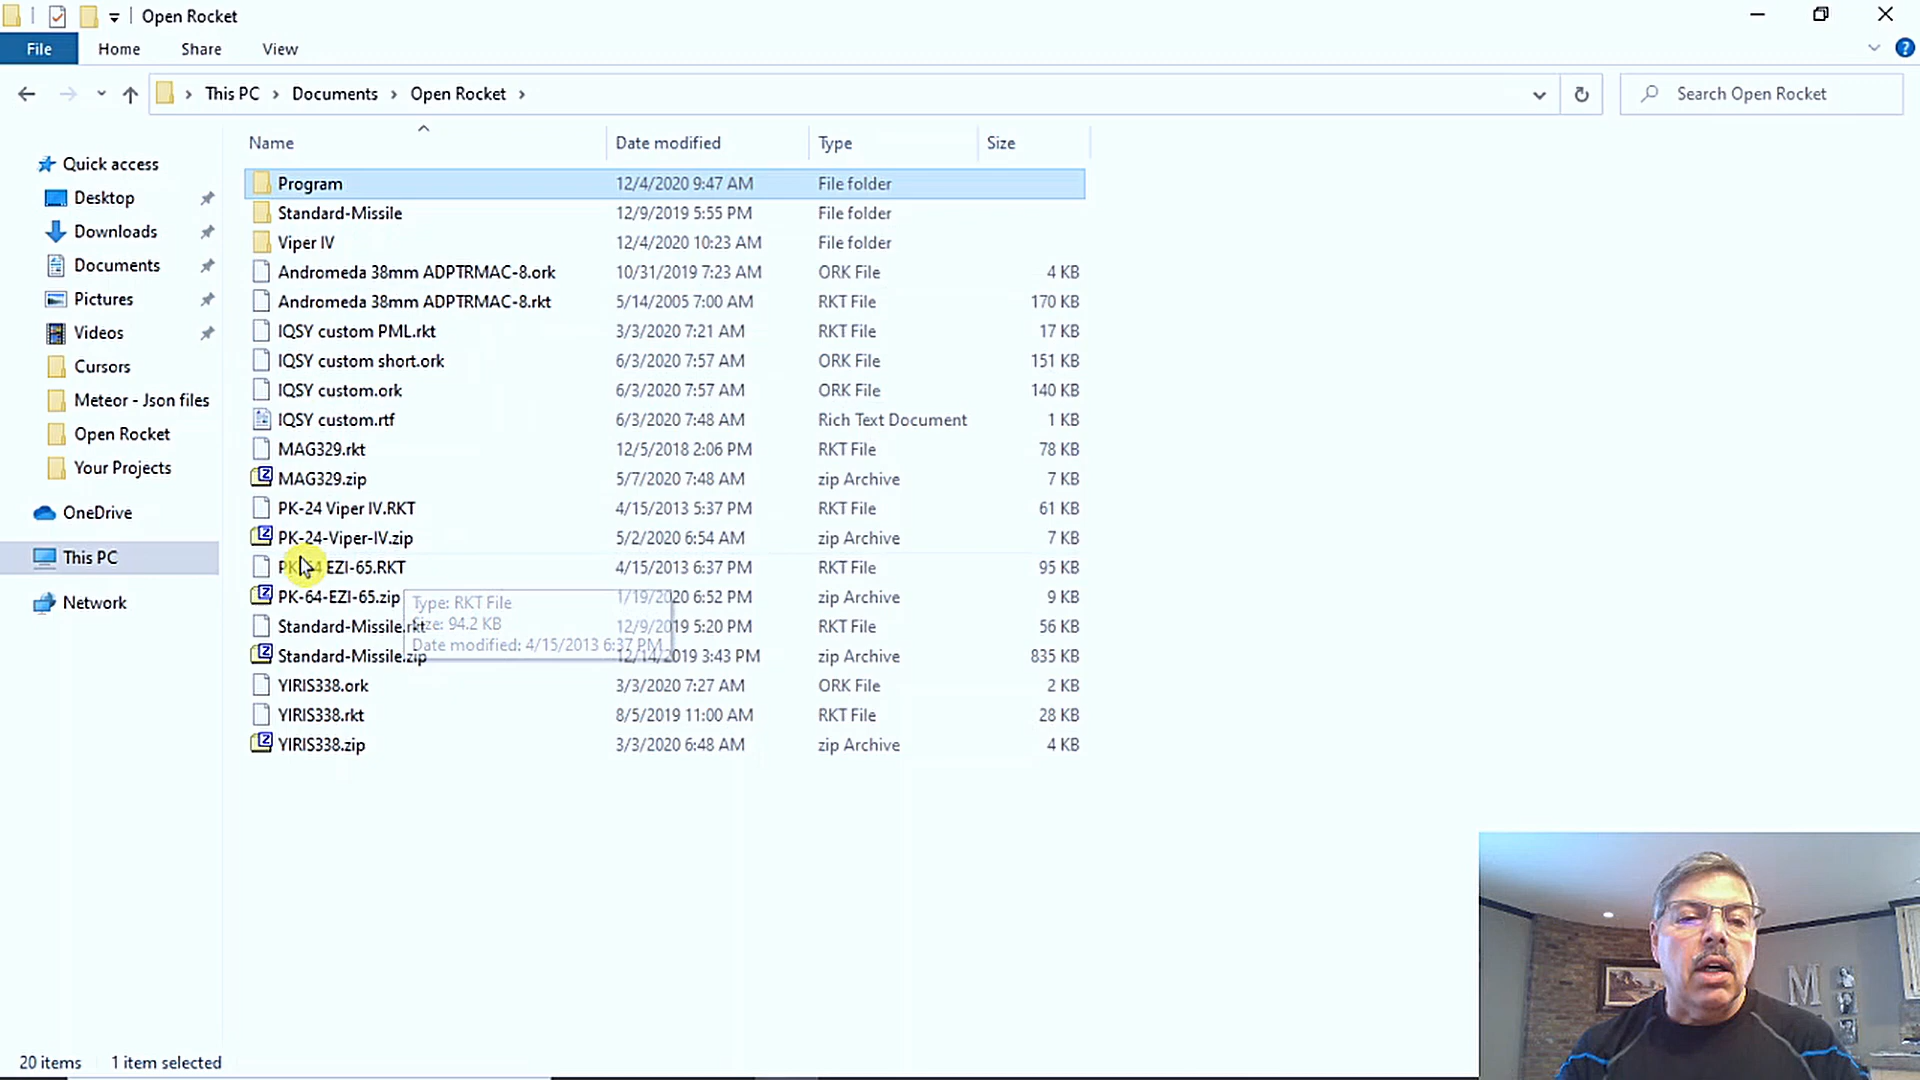 Open Rocket
File Home Share View
This PC Documents Open Rocket Search Open Rocket
Name Date modified Type Size
Quick access
Desktop
Downloads
Documents
Pictures
Videos
Cursors
Meteor - Json files
Open Rocket
Your Projects
OneDrive
This PC
Network
Program 12/4/2020 9:47 AM File folder
Standard-Missile 12/9/2019 5:55 PM File folder
Viper IV 12/4/2020 10:23 AM File folder
Andromeda 38mm ADPTRMAC-8.ork 10/31/2019 7:23 AM ORK File 4 KB
Andromeda 38mm ADPTRMAC-8.rkt 5/14/2005 7:00 AM RKT File 170 KB
IQSY custom PML.rkt 3/3/2020 7:21 AM RKT File 17 KB
IQSY custom short.ork 6/3/2020 7:57 AM ORK File 151 KB
IQSY custom.ork 6/3/2020 7:57 AM ORK File 140 KB
IQSY custom.rtf 6/3/2020 7:48 AM Rich Text Document 1 KB
MAG329.rkt 12/5/2018 2:06 PM RKT File 78 KB
MAG329.zip 5/7/2020 7:48 AM zip Archive 7 KB
PK-24 Viper IV.RKT 4/15/2013 5:37 PM RKT File 61 KB
PK-24-Viper-IV.zip 5/2/2020 6:54 AM zip Archive 7 KB
PK-64 EZI-65.RKT 4/15/2013 6:37 PM RKT File 95 KB
PK-64-EZI-65.zip 1/19/2020 6:52 PM zip Archive 9 KB
Type: RKT File
Size: 94.2 KB
Date modified: 4/15/2013 6:37 PM
Standard-Missile.rkt 12/9/2019 5:20 PM RKT File 56 KB
Standard-Missile.zip 12/14/2019 3:43 PM zip Archive 835 KB
YIRIS338.ork 3/3/2020 7:27 AM ORK File 2 KB
YIRIS338.rkt 8/5/2019 11:00 AM RKT File 28 KB
YIRIS338.zip 3/3/2020 6:48 AM zip Archive 4 KB
M
20 items 1 item selected